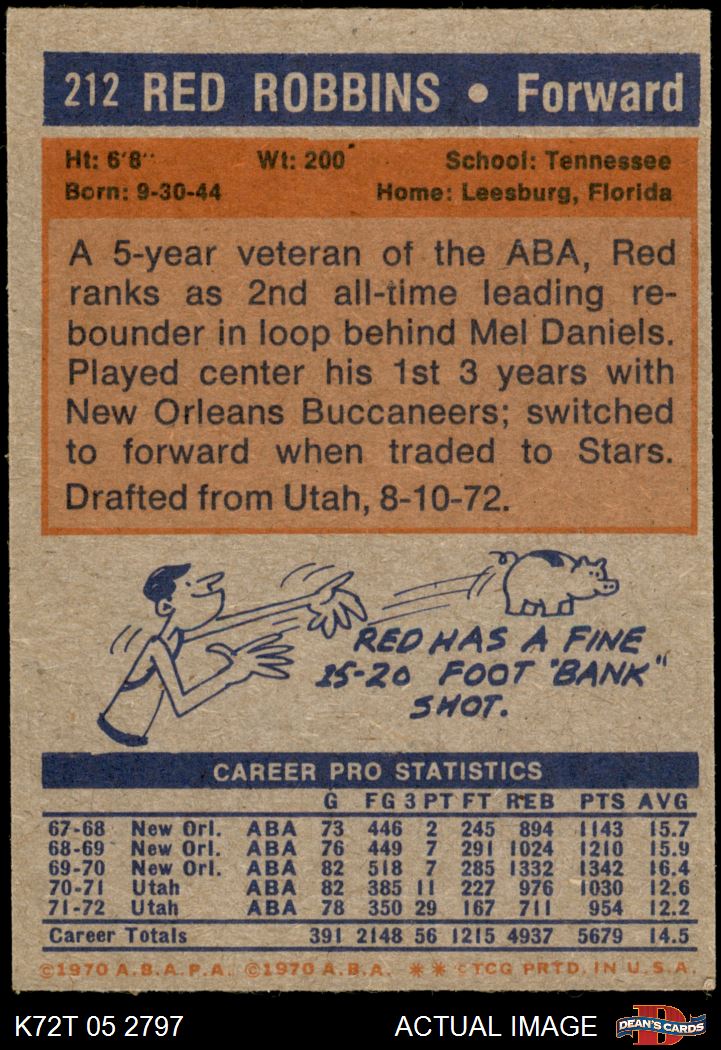 212 RED ROBBINS • Forward
Ht: 6'8" Wt: 200 School: Tennessee
Born: 9-30-44 Home: Leesburg, Florida
A 5-year veteran of the ABA, Red
ranks as 2nd all-time leading re-
bounder in loop behind Mel Daniels.
Played center his 1st 3 years with
New Orleans Buccaneers; switched
to forward when traded to Stars.
Drafted from Utah, 8-10-72.
RED HAS A FINE
15-20 FOOT "BANK"
SHOT.
CAREER PRO STATISTICS
G FG 3PT FT REB PTS AVG
67-68 New Orl. ABA 73 446 2 245 894 1143 15.7
68-69 New Orl. ABA 76 449 7 291 1024 1210 15.9
69-70 New Orl. ABA 82 518 7 285 1332 1342 16.4
70-71 Utah ABA 82 385 11 227 976 1030 12.6
71-72 Utah ABA 78 350 29 167 711 954 12.2
Career Totals 391 2148 56 1215 4937 5679 14.5
©1970 A.B.A.P.A. ©1970 A.B.A. ** ©TCG PRTD. IN U.S.A.
K72T 05 2797 ACTUAL IMAGE DEAN'S CARDS